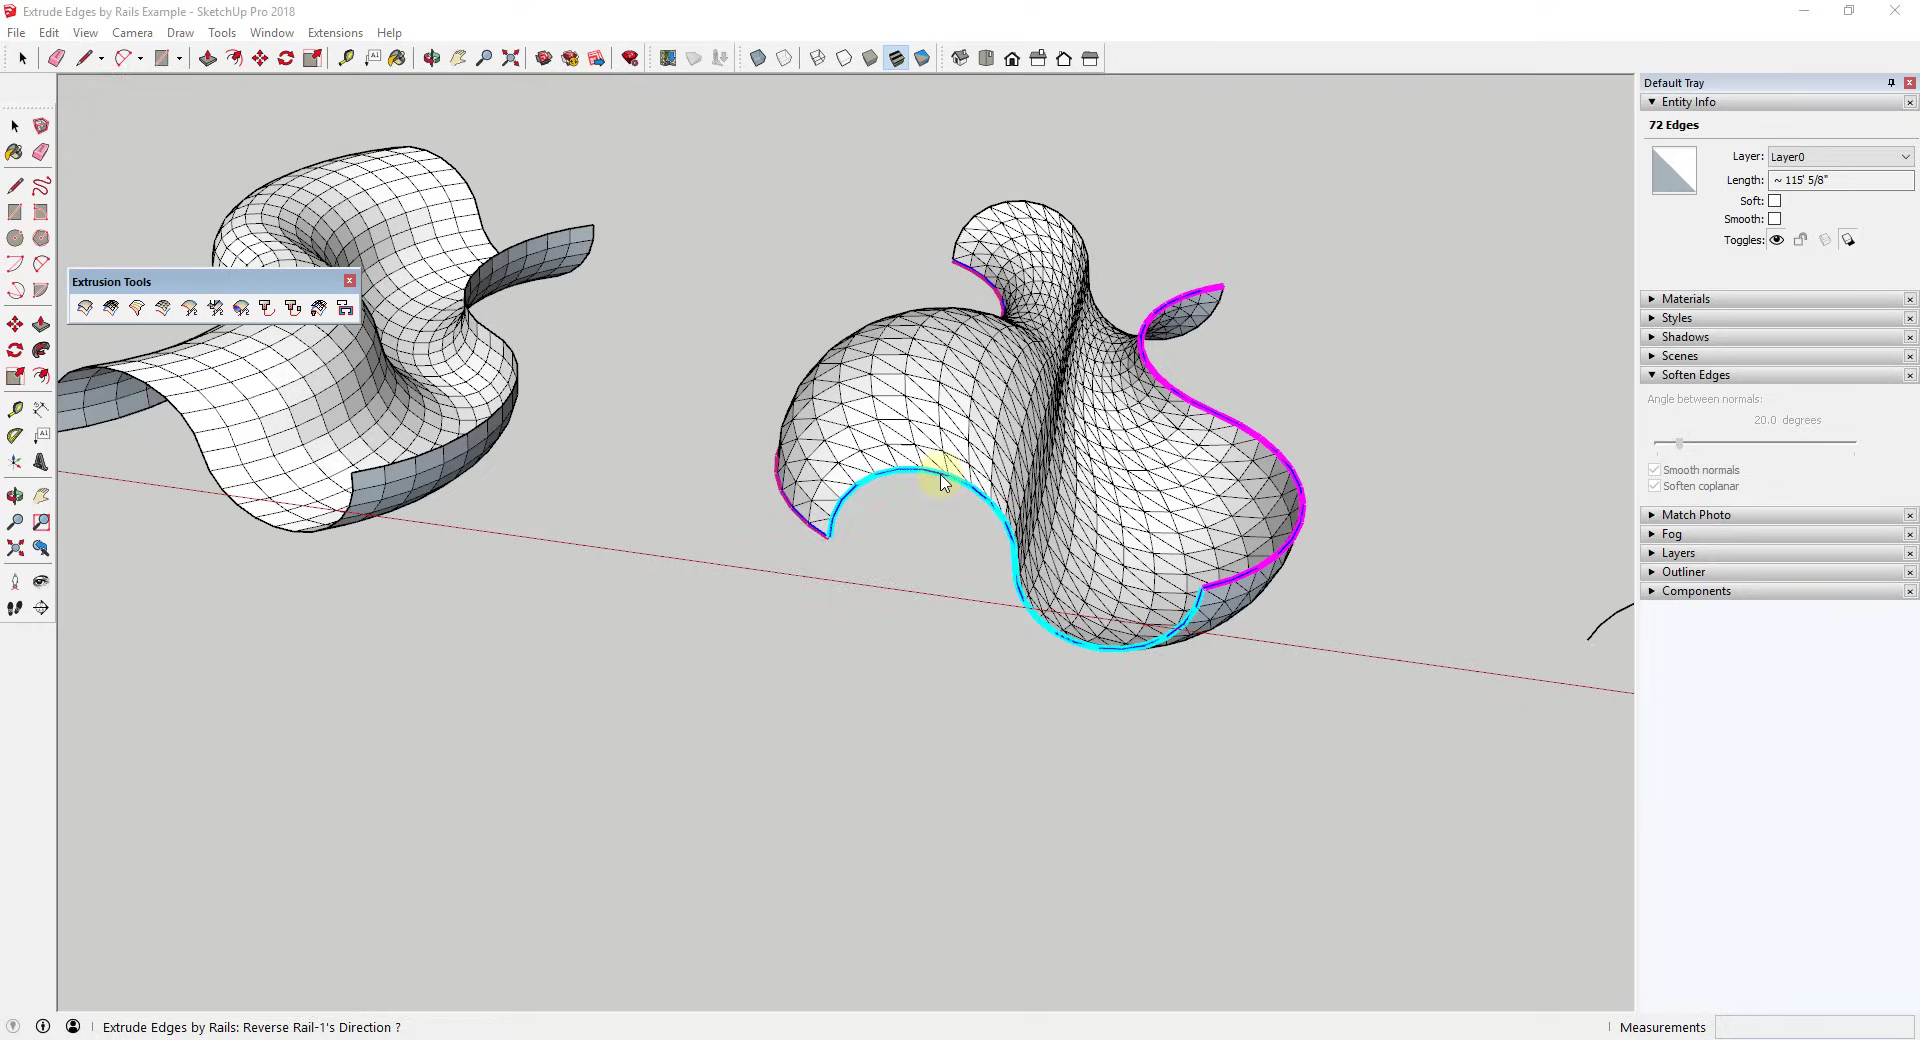 Extrude Edges by Rails Example - SketchUp Pro 2018
File Edit View Camera Draw Tools Window Extensions Help
Default Tray
Entity Info
72 Edges
Layer: Layer0
Length: ~ 115' 5/8"
Soft:
Smooth:
Toggles:
Extrusion Tools
Materials
Styles
Shadows
Scenes
Soften Edges
Angle between normals:
20.0 degrees
Smooth normals
Soften coplanar
Match Photo
Fog
Layers
Outliner
Components
Extrude Edges by Rails: Reverse Rail-1's Direction ?
Measurements